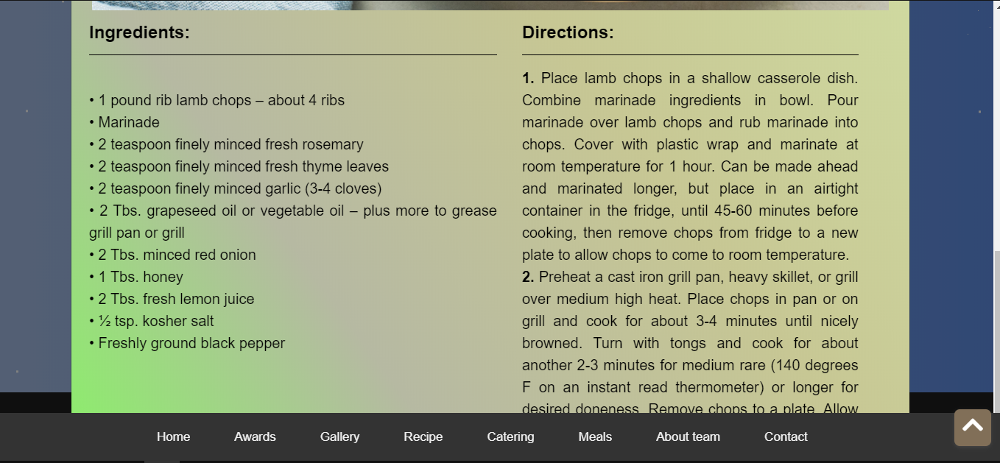 Ingredients:
• 1 pound rib lamb chops – about 4 ribs
• Marinade
• 2 teaspoon finely minced fresh rosemary
• 2 teaspoon finely minced fresh thyme leaves
• 2 teaspoon finely minced garlic (3-4 cloves)
• 2 Tbs. grapeseed oil or vegetable oil – plus more to grease
grill pan or grill
• 2 Tbs. minced red onion
• 1 Tbs. honey
• 2 Tbs. fresh lemon juice
• ½ tsp. kosher salt
• Freshly ground black pepper
Directions:
1. Place lamb chops in a shallow casserole dish.
Combine marinade ingredients in bowl. Pour
marinade over lamb chops and rub marinade into
chops. Cover with plastic wrap and marinate at
room temperature for 1 hour. Can be made ahead
and marinated longer, but place in an airtight
container in the fridge, until 45-60 minutes before
cooking, then remove chops from fridge to a new
plate to allow chops to come to room temperature.
2. Preheat a cast iron grill pan, heavy skillet, or grill
over medium high heat. Place chops in pan or on
grill and cook for about 3-4 minutes until nicely
browned. Turn with tongs and cook for about
another 2-3 minutes for medium rare (140 degrees
F on an instant read thermometer) or longer for
desired doneness. Remove chops to a plate. Allow
Home Awards Gallery Recipe Catering Meals About team Contact